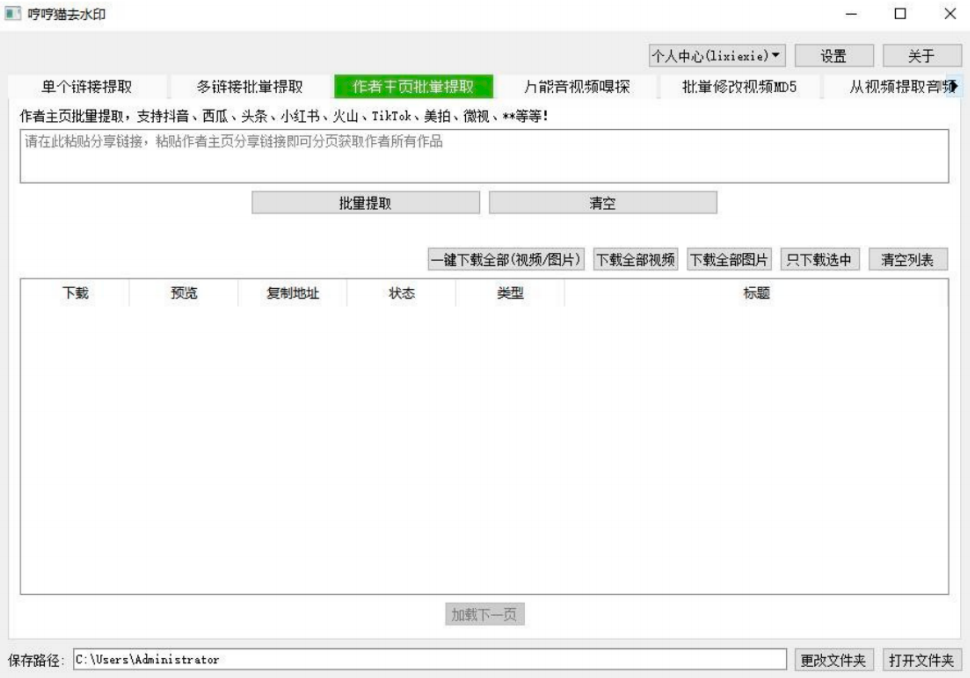 哼哼猫去水印
个人中心(lixiexie) 设置 关于
单个链接提取 多链接批量提取 作者主页批量提取 万能音视频嗅探 批量修改视频MD5 从视频提取音频
作者主页批量提取，支持抖音、西瓜、头条、小红书、火山、TikTok、美拍、微视、**等等!
请在此粘贴分享链接，粘贴作者主页分享链接即可分页获取作者所有作品
批量提取 清空
一键下载全部(视频/图片) 下载全部视频 下载全部图片 只下载选中 清空列表
下载 预览 复制地址 状态 类型 标题
加载下一页
保存路径: C:\Users\Administrator 更改文件夹 打开文件夹